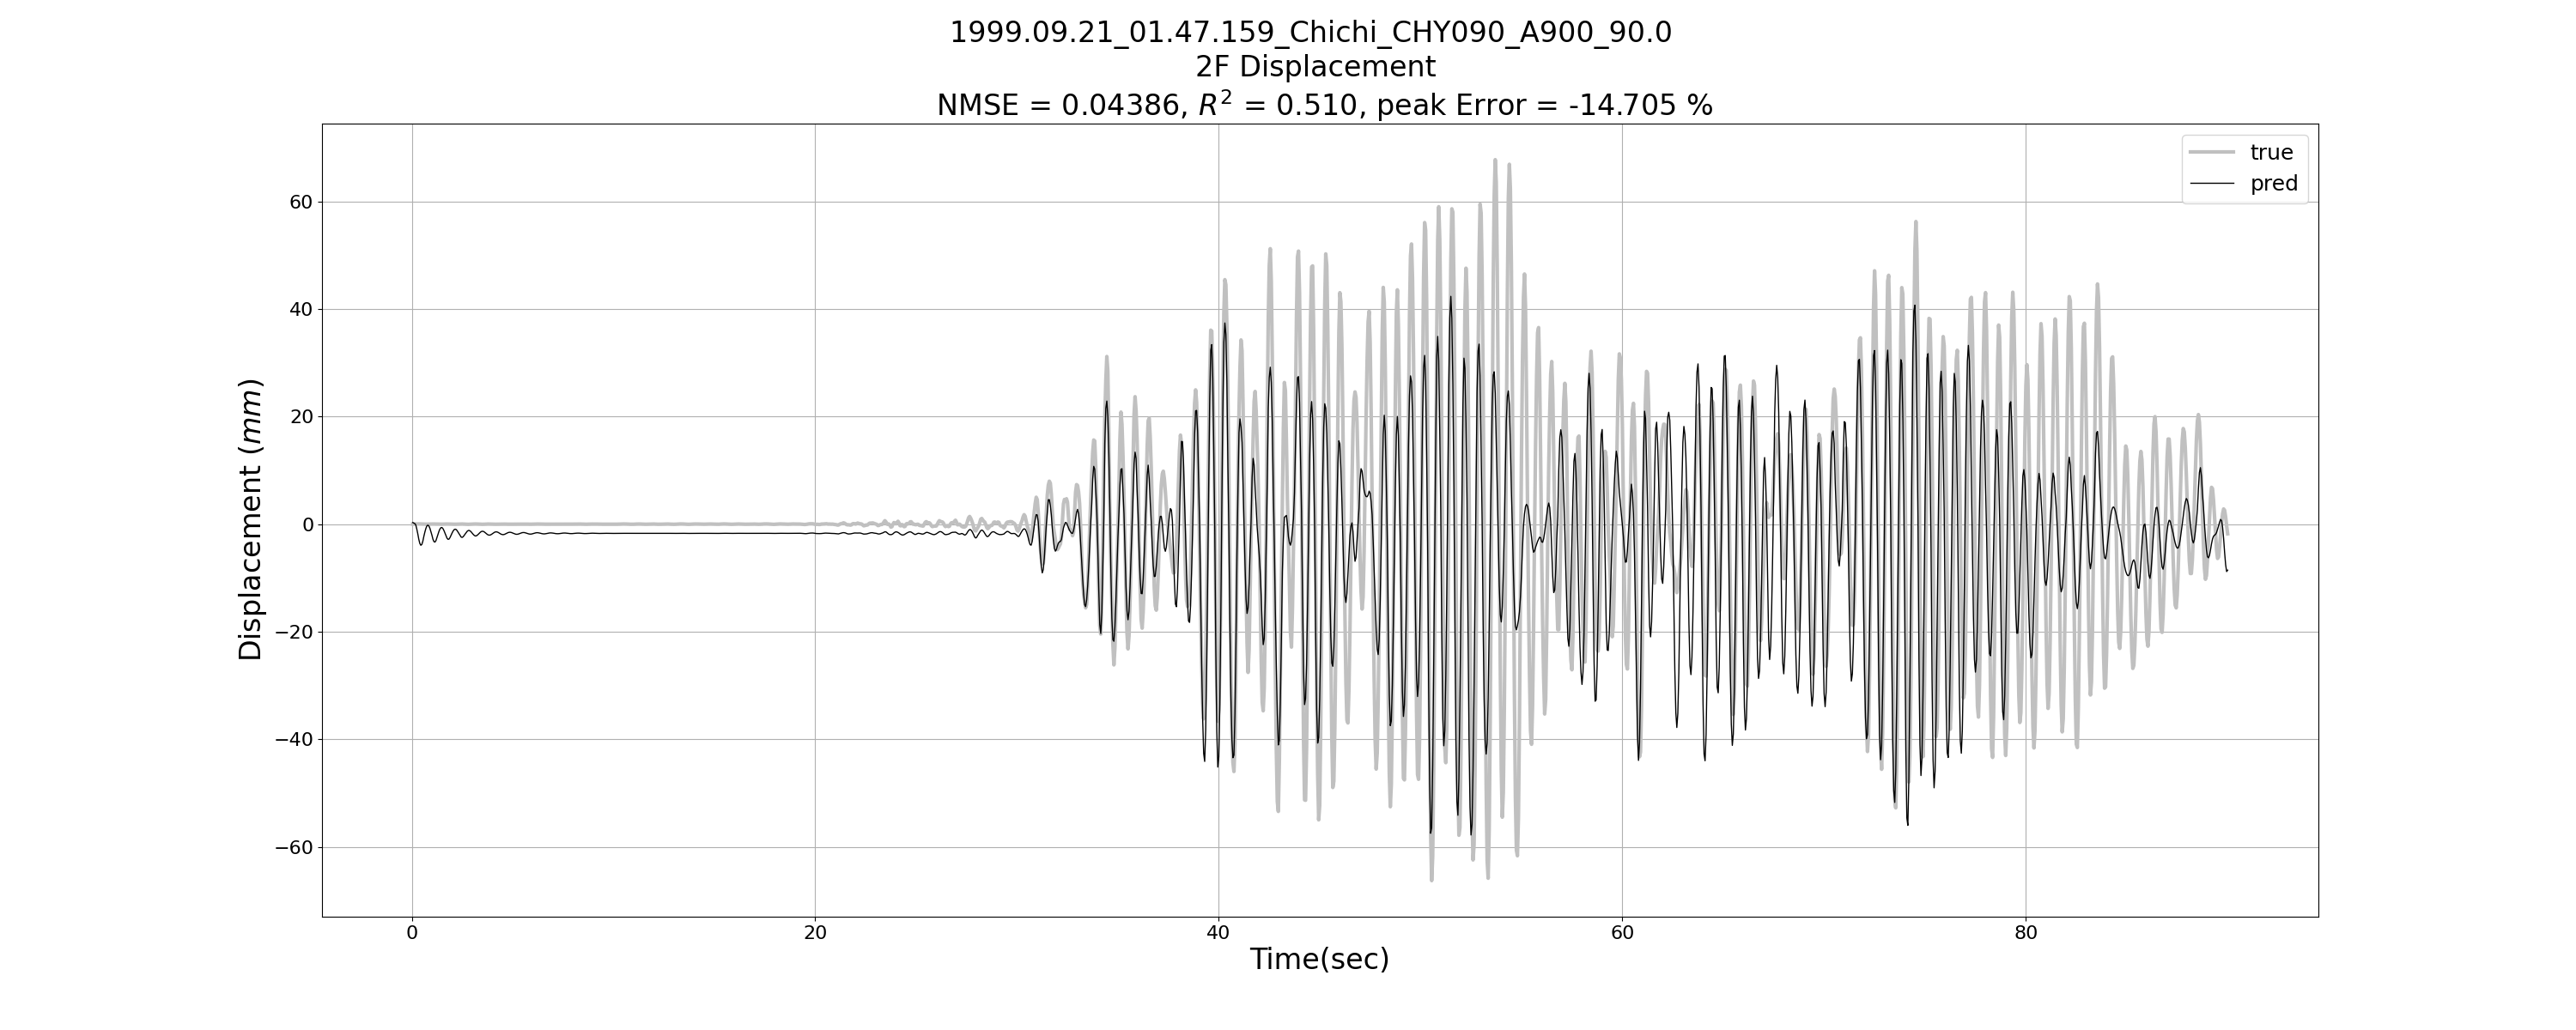 1999.09.21_01.47.159_Chichi_CHY090_A900_90.0
2F Displacement
NMSE = 0.04386, R² = 0.510, peak Error = -14.705 %
true
pred
60
40
20
0
−20
−40
−60
Displacement (mm)
0 20 40 60 80
Time(sec)